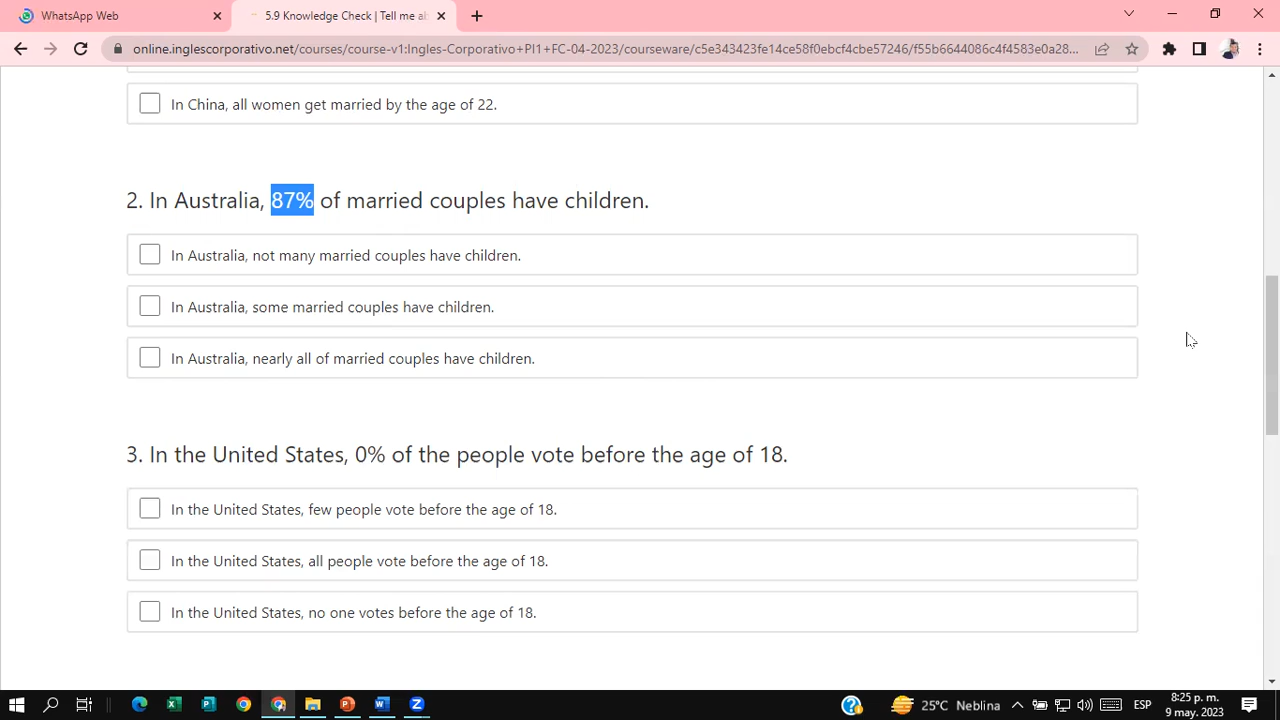 WhatsApp Web
5.9 Knowledge Check | Tell me ab
online.inglescorporativo.net/courses/course-v1:Ingles-Corporativo+PI1+FC-04-2023/courseware/c5e343423fe14ce58f0ebcf4cbe57246/f55b6644086c4f4583e0a28...
In China, all women get married by the age of 22.
2. In Australia, 87% of married couples have children.
In Australia, not many married couples have children.
In Australia, some married couples have children.
In Australia, nearly all of married couples have children.
3. In the United States, 0% of the people vote before the age of 18.
In the United States, few people vote before the age of 18.
In the United States, all people vote before the age of 18.
In the United States, no one votes before the age of 18.
25°C Neblina
ESP
8:25 p. m.
9 may. 2023